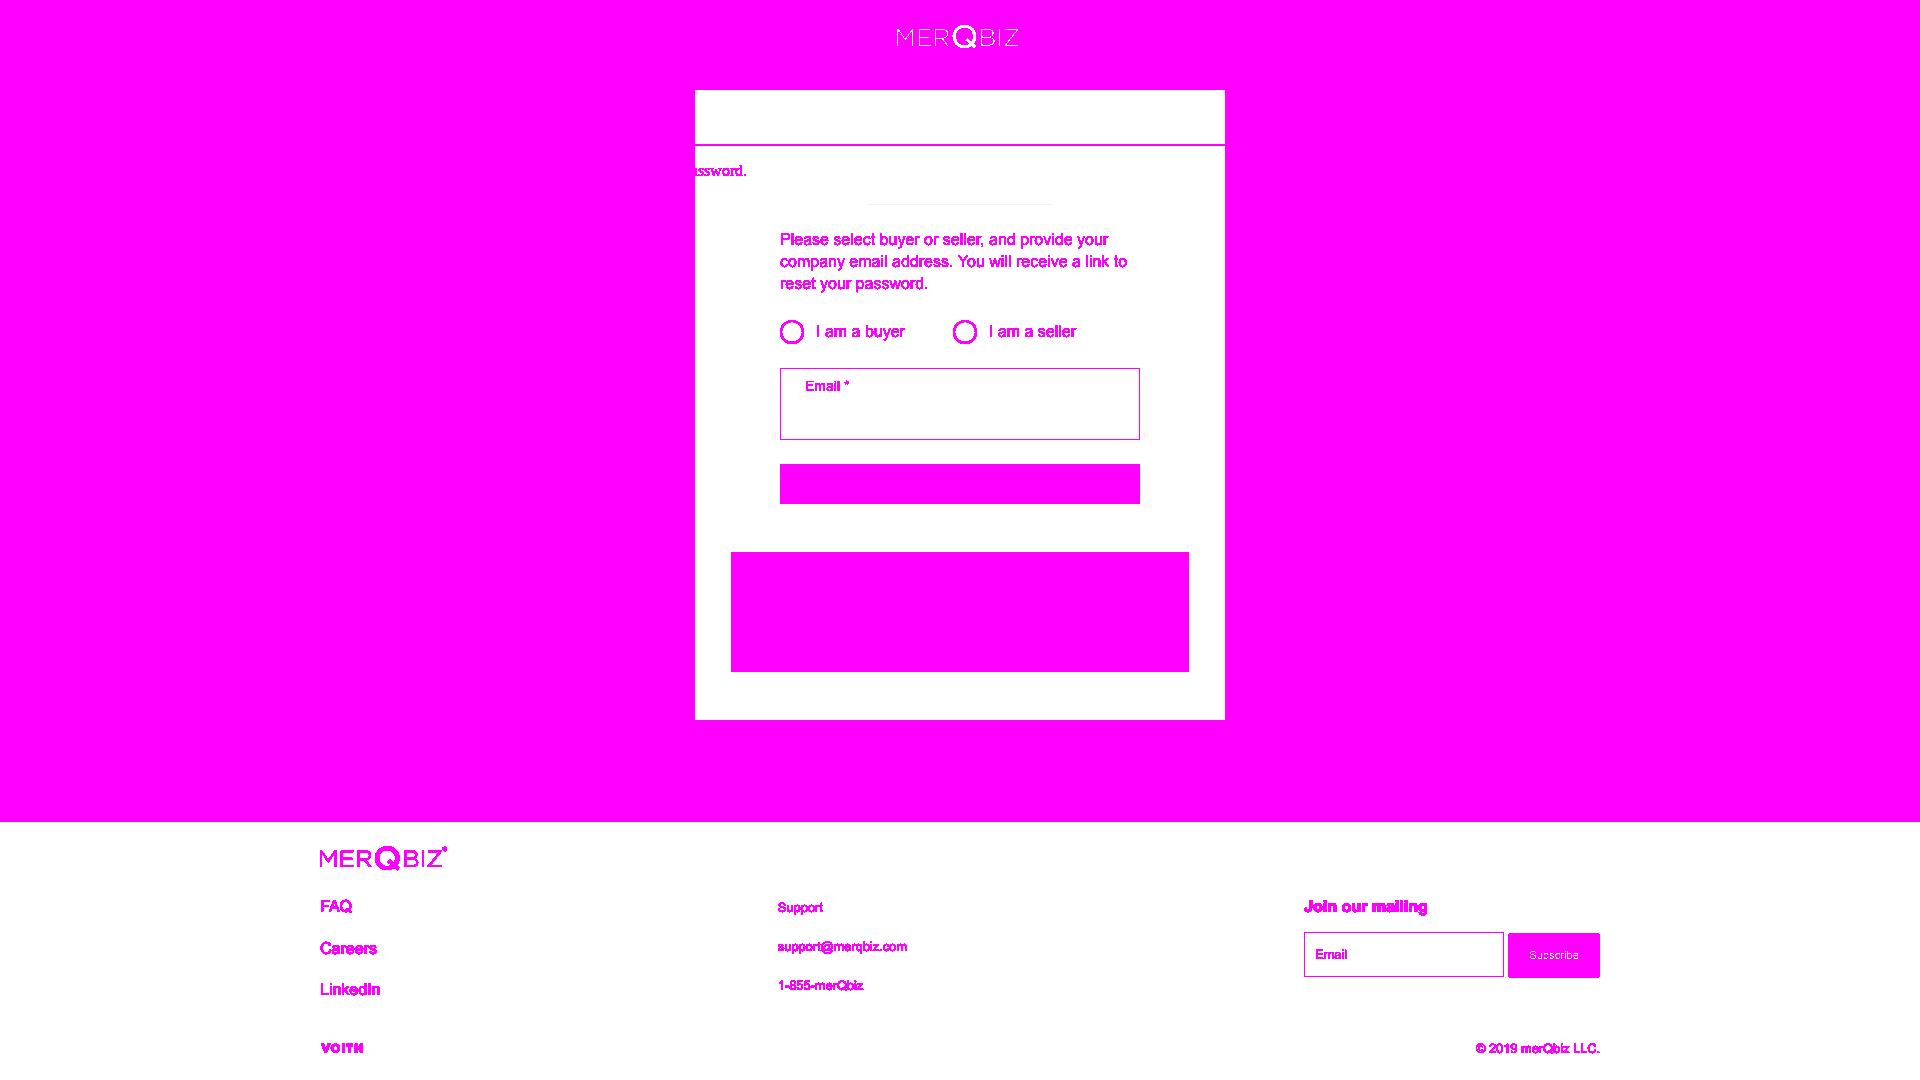 MERQBIZ
assword.
Please select buyer or seller, and provide your
company email address. You will receive a link to
reset your password.
I am a buyer
I am a seller
Email *
MERQBIZ
FAQ
Careers
LinkedIn
Support
support@merqbiz.com
1-855-merQbiz
Join our mailing
Email
Subscribe
VOITH
© 2019 merQbiz LLC.